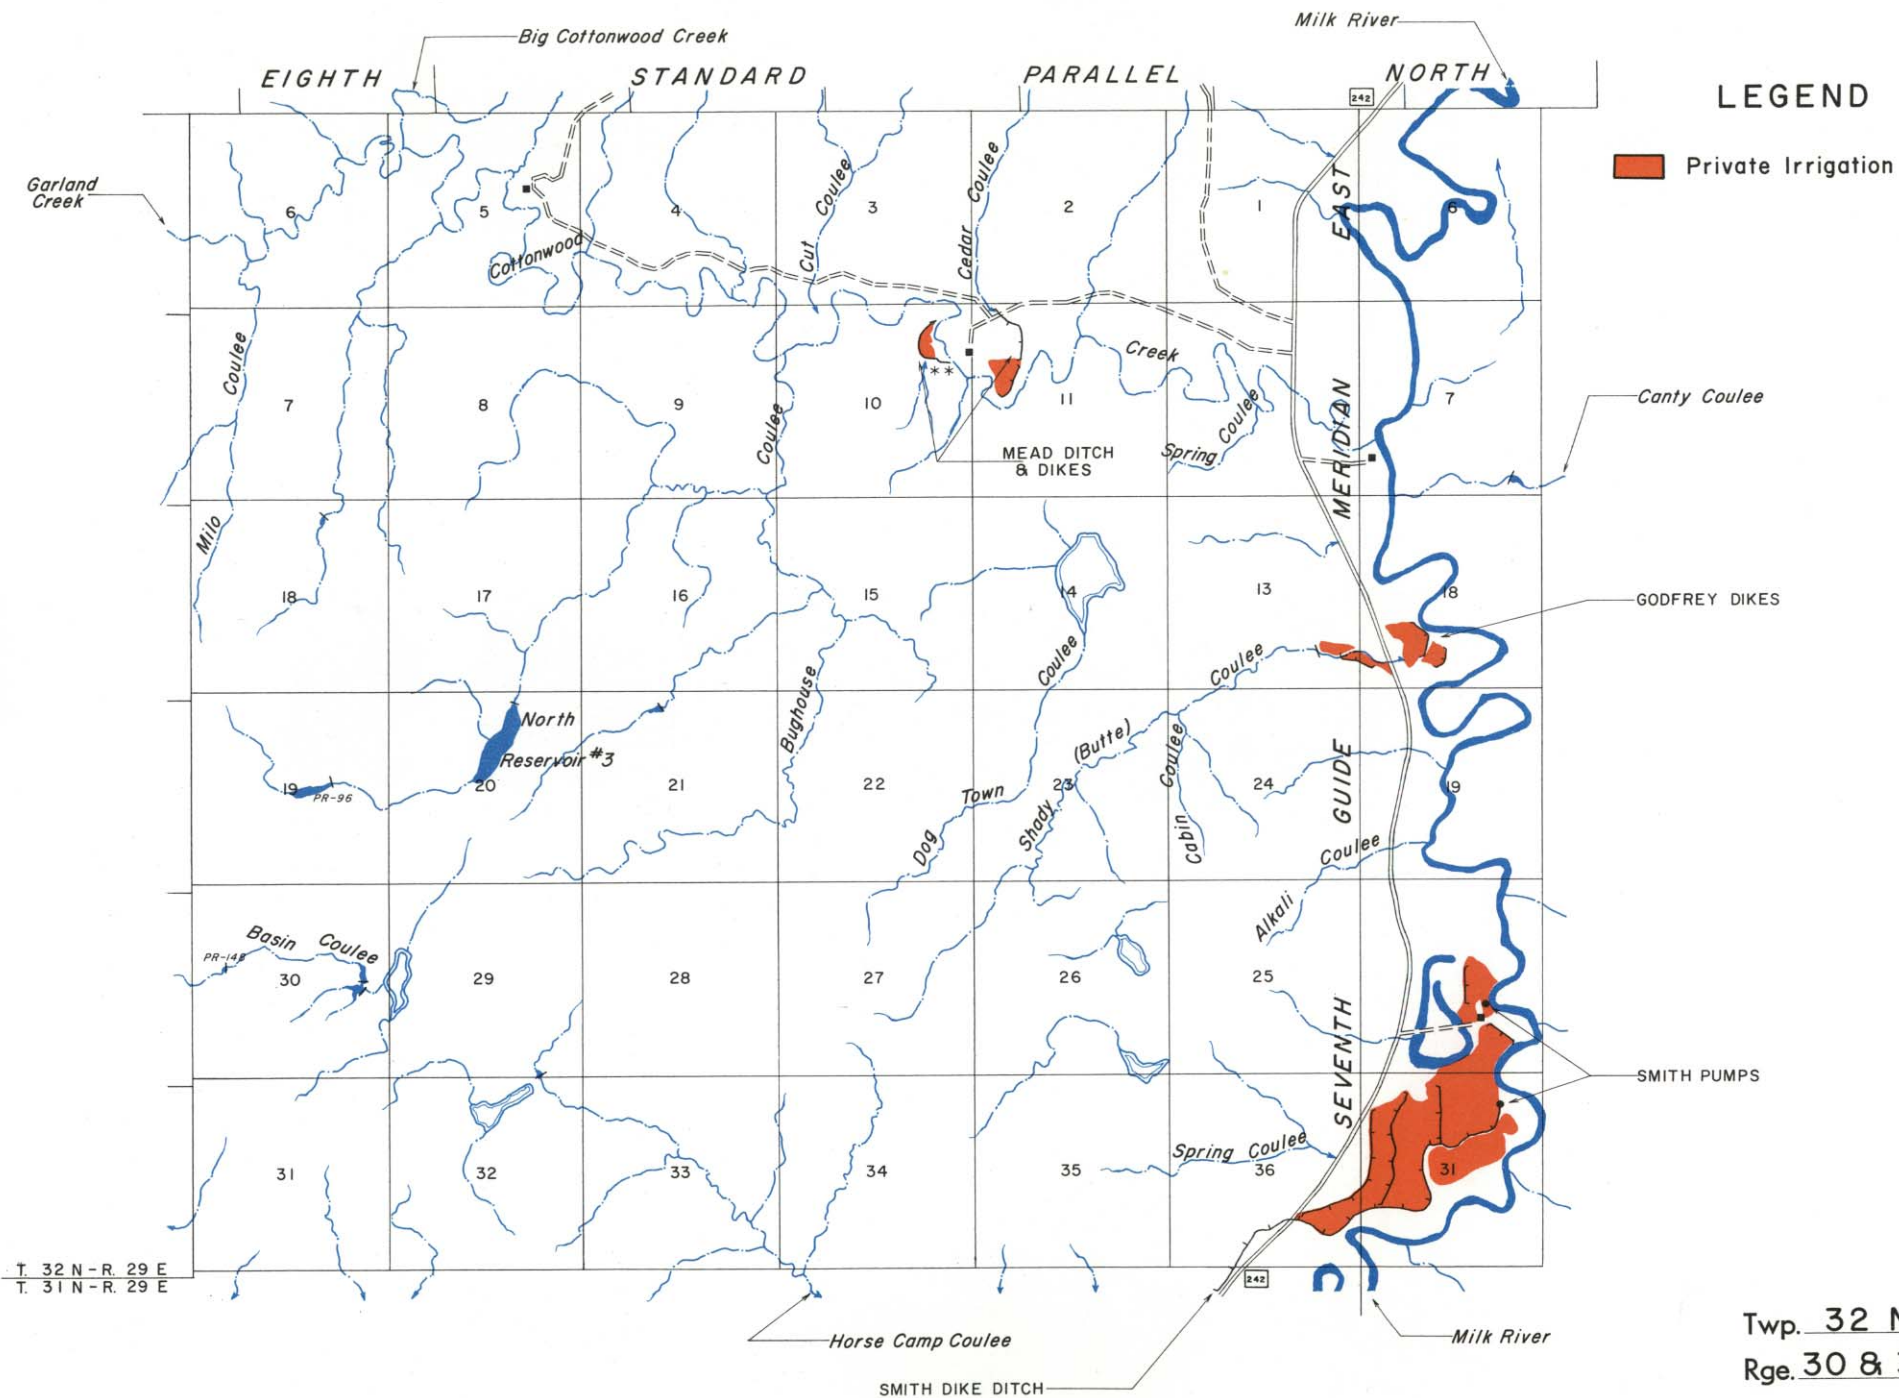 Milk River
Big Cottonwood Creek
EIGHTH STANDARD PARALLEL NORTH
LEGEND
242
Private Irrigation
Garland
Creek
6 5 4 3 2 1 6
Cut Coulee
Cedar Coulee
EAST
Cottonwood
Creek
Coulee
**
7 8 9 10 11 7
Canty Coulee
Coulee
Spring Coulee
MERIDIAN
MEAD DITCH
& DIKES
Milo
18 17 16 15 14 13 18
GODFREY DIKES
Coulee
Coulee
Bughouse
North
Reservoir #3
(Butte)
Coulee
GUIDE
19 20 21 22 23 24 19
PR-96
Town
Dog
Shady
Cabin
Coulee
Alkali
Basin Coulee
PR-148
30 29 28 27 26 25
SEVENTH
SMITH PUMPS
Spring Coulee
31 32 33 34 35 36 31
T. 32 N - R. 29 E
T. 31 N - R. 29 E
242
Horse Camp Coulee
Milk River
SMITH DIKE DITCH
Twp. 32
Rge. 30 &